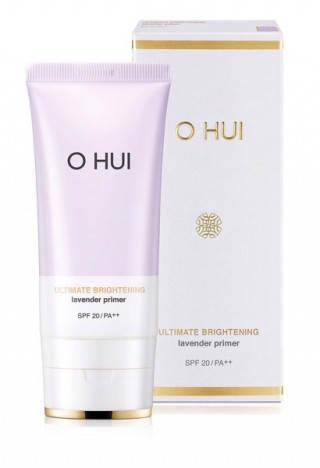 O HUI
ULTIMATE BRIGHTENING
lavender primer
SPF 20/PA++
O HUI
ULTIMATE BRIGHTENING
lavender primer
SPF 20/PA++